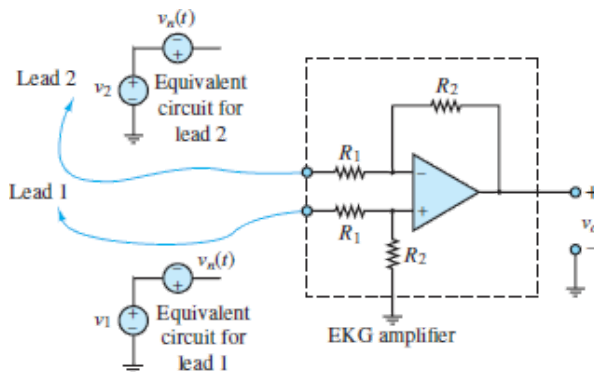 vn(t)
Lead 2
v2
Equivalent
circuit for
lead 2
R2
R1
Lead 1
R1
R2
vn(t)
v1
Equivalent
circuit for
lead 1
EKG amplifier
+
−